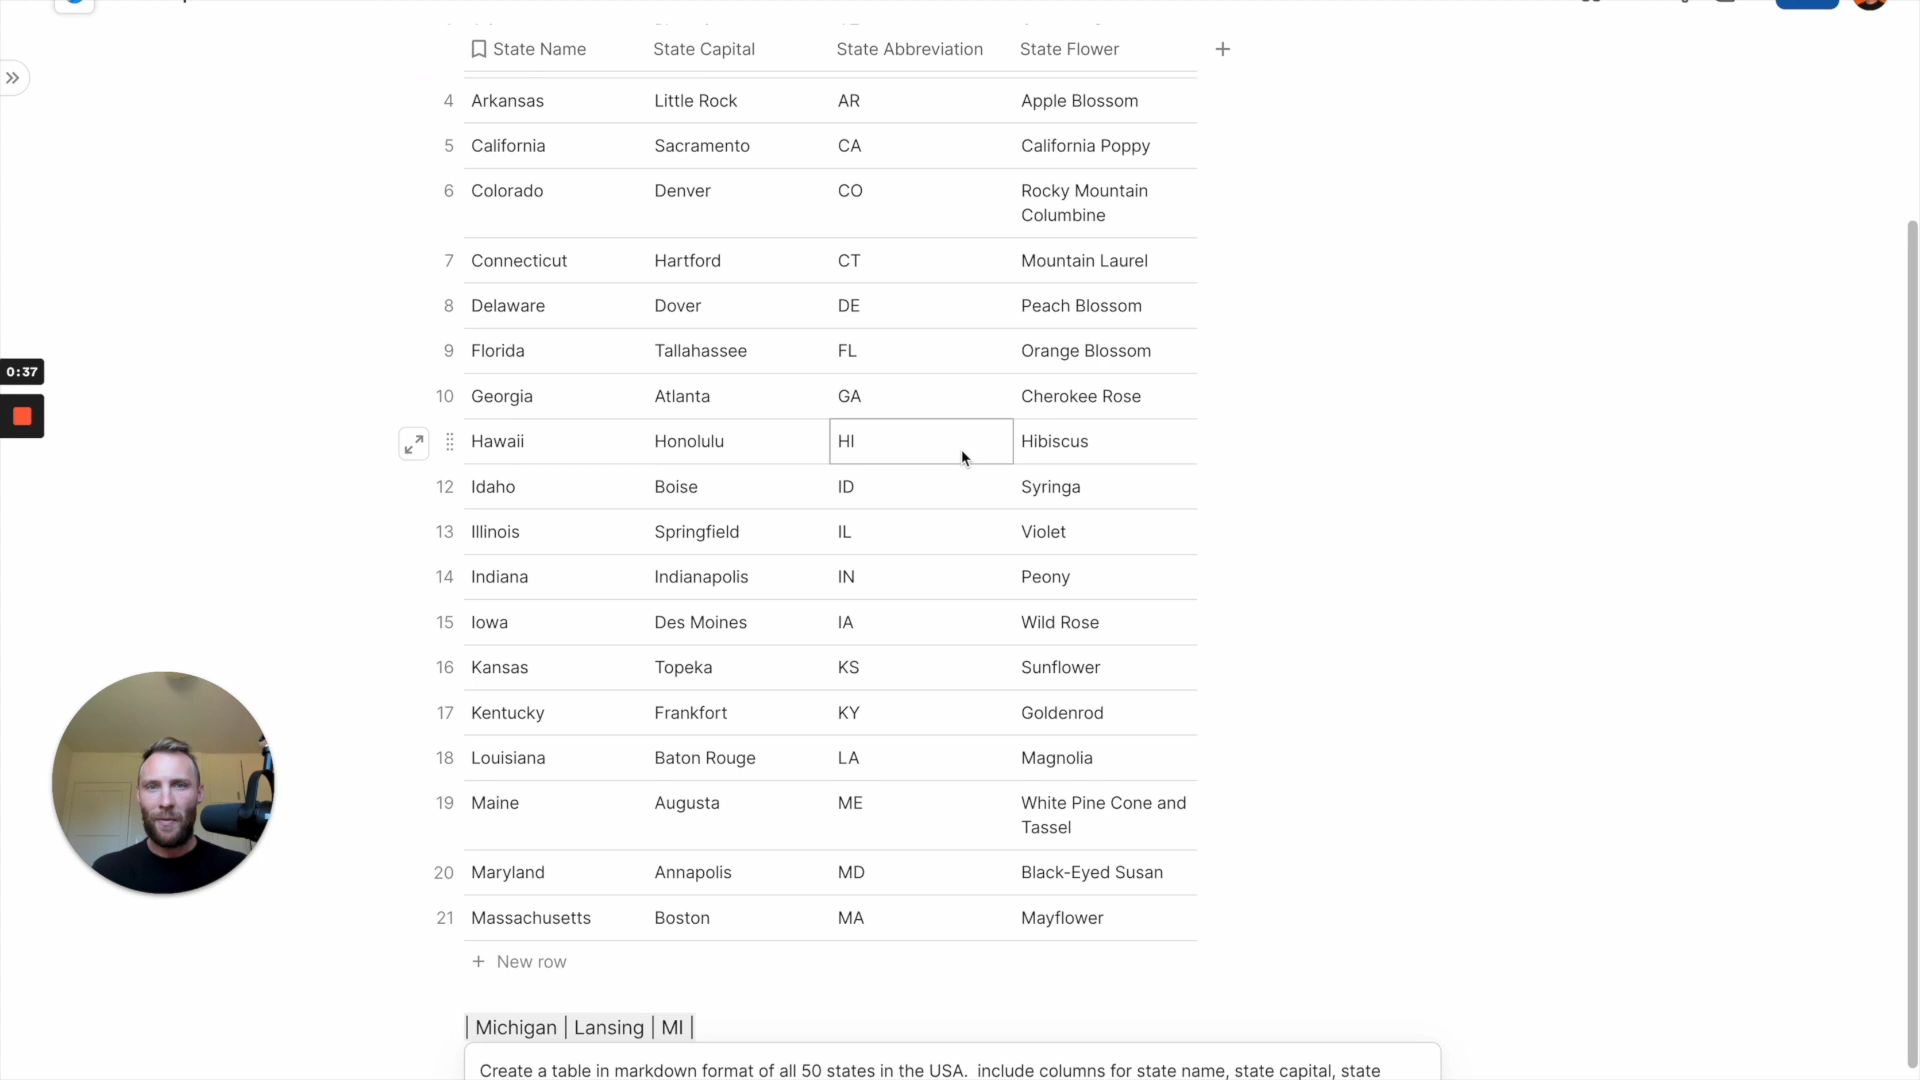 State Name State Capital State Abbreviation State Flower
4 Arkansas Little Rock AR Apple Blossom
5 California Sacramento CA California Poppy
6 Colorado Denver CO Rocky Mountain
Columbine
7 Connecticut Hartford CT Mountain Laurel
8 Delaware Dover DE Peach Blossom
9 Florida Tallahassee FL Orange Blossom
0:37
10 Georgia Atlanta GA Cherokee Rose
Hawaii Honolulu HI Hibiscus
12 Idaho Boise ID Syringa
13 Illinois Springfield IL Violet
14 Indiana Indianapolis IN Peony
15 Iowa Des Moines IA Wild Rose
16 Kansas Topeka KS Sunflower
17 Kentucky Frankfort KY Goldenrod
18 Louisiana Baton Rouge LA Magnolia
19 Maine Augusta ME White Pine Cone and
Tassel
20 Maryland Annapolis MD Black-Eyed Susan
21 Massachusetts Boston MA Mayflower
+ New row
| Michigan | Lansing | MI |
Create a table in markdown format of all 50 states in the USA.  include columns for state name, state capital, state